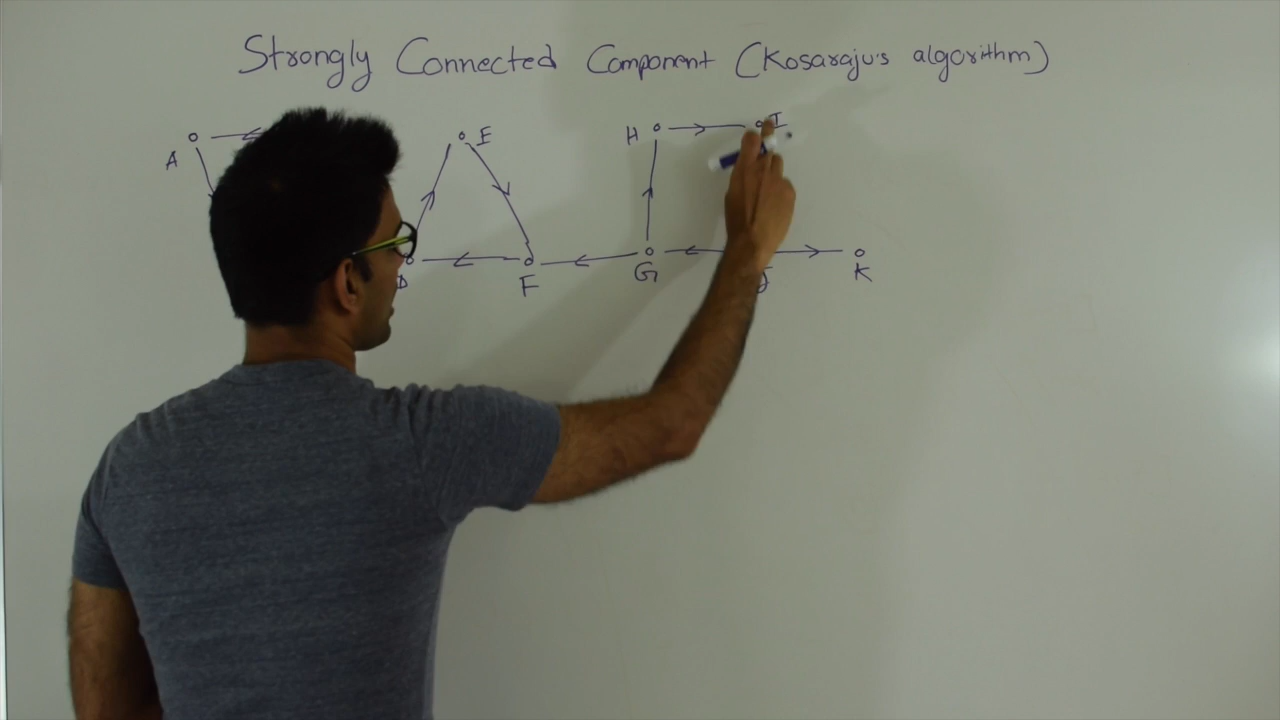 Strongly Connected Component (Kosaraju's algorithm)
A
E
H
I
D
F
G
J
K